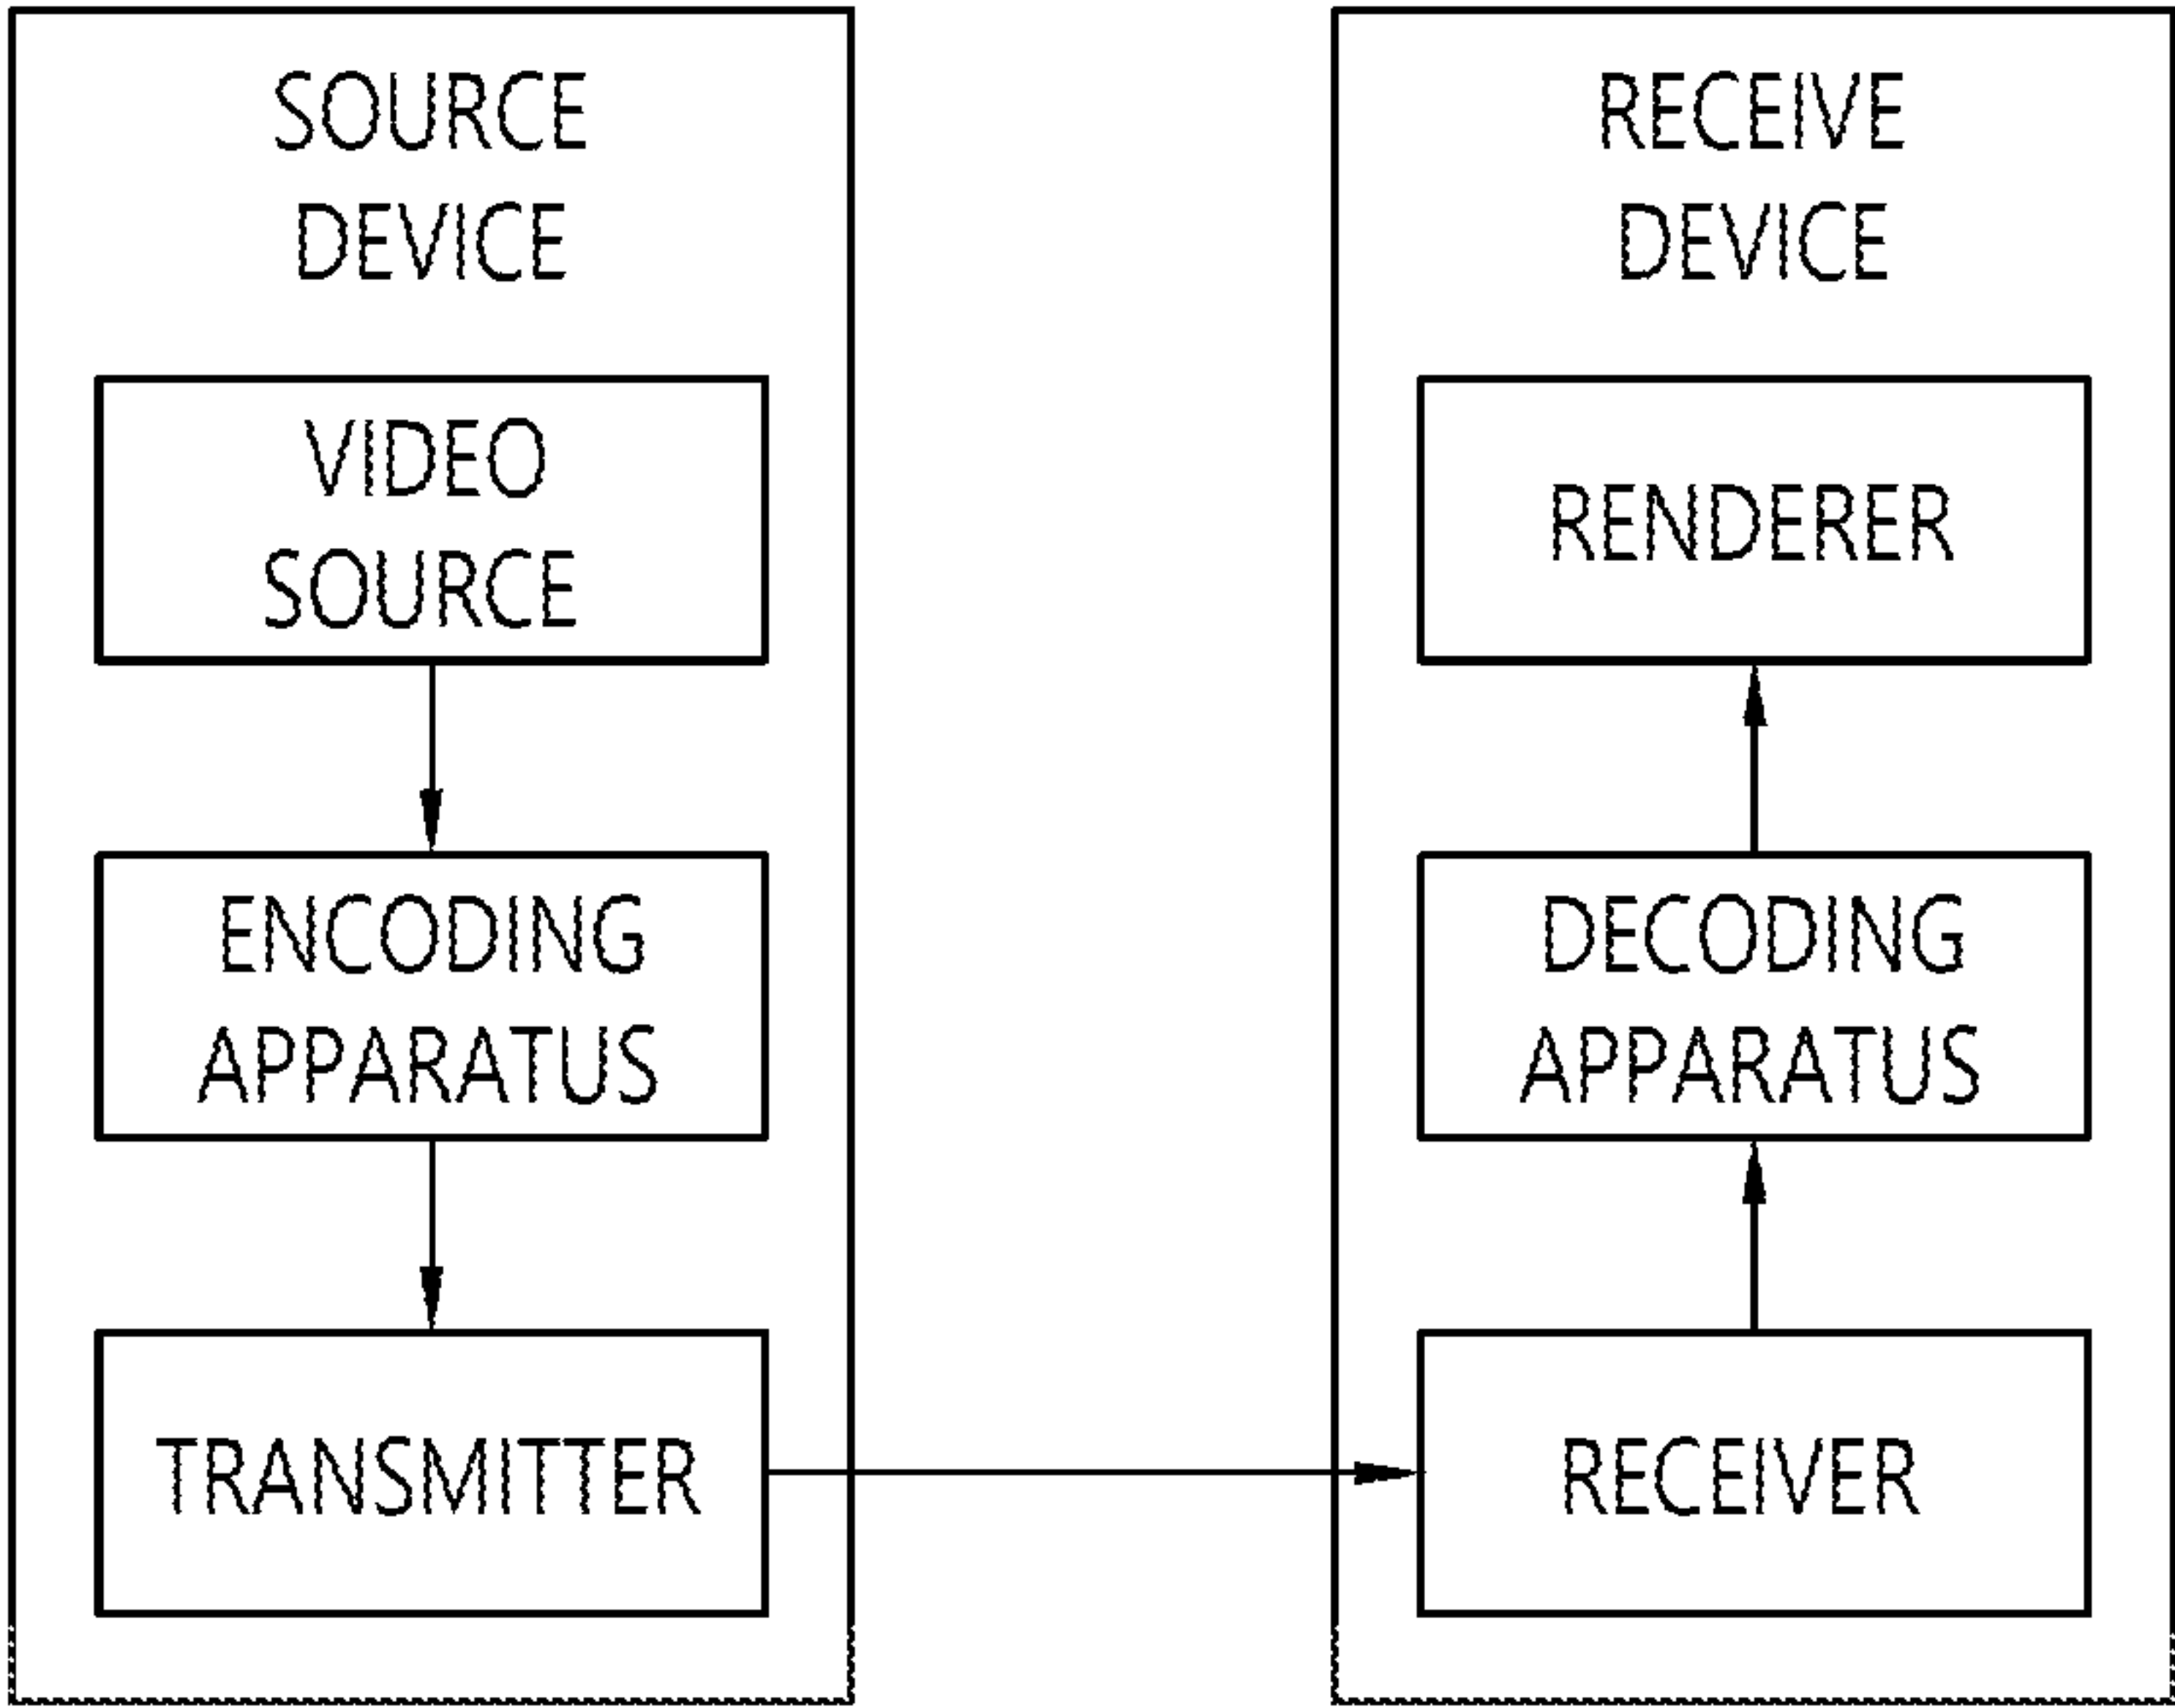 SOURCE
DEVICE
VIDEO
SOURCE
ENCODING
APPARATUS
TRANSMITTER
RECEIVE
DEVICE
RENDERER
DECODING
APPARATUS
RECEIVER